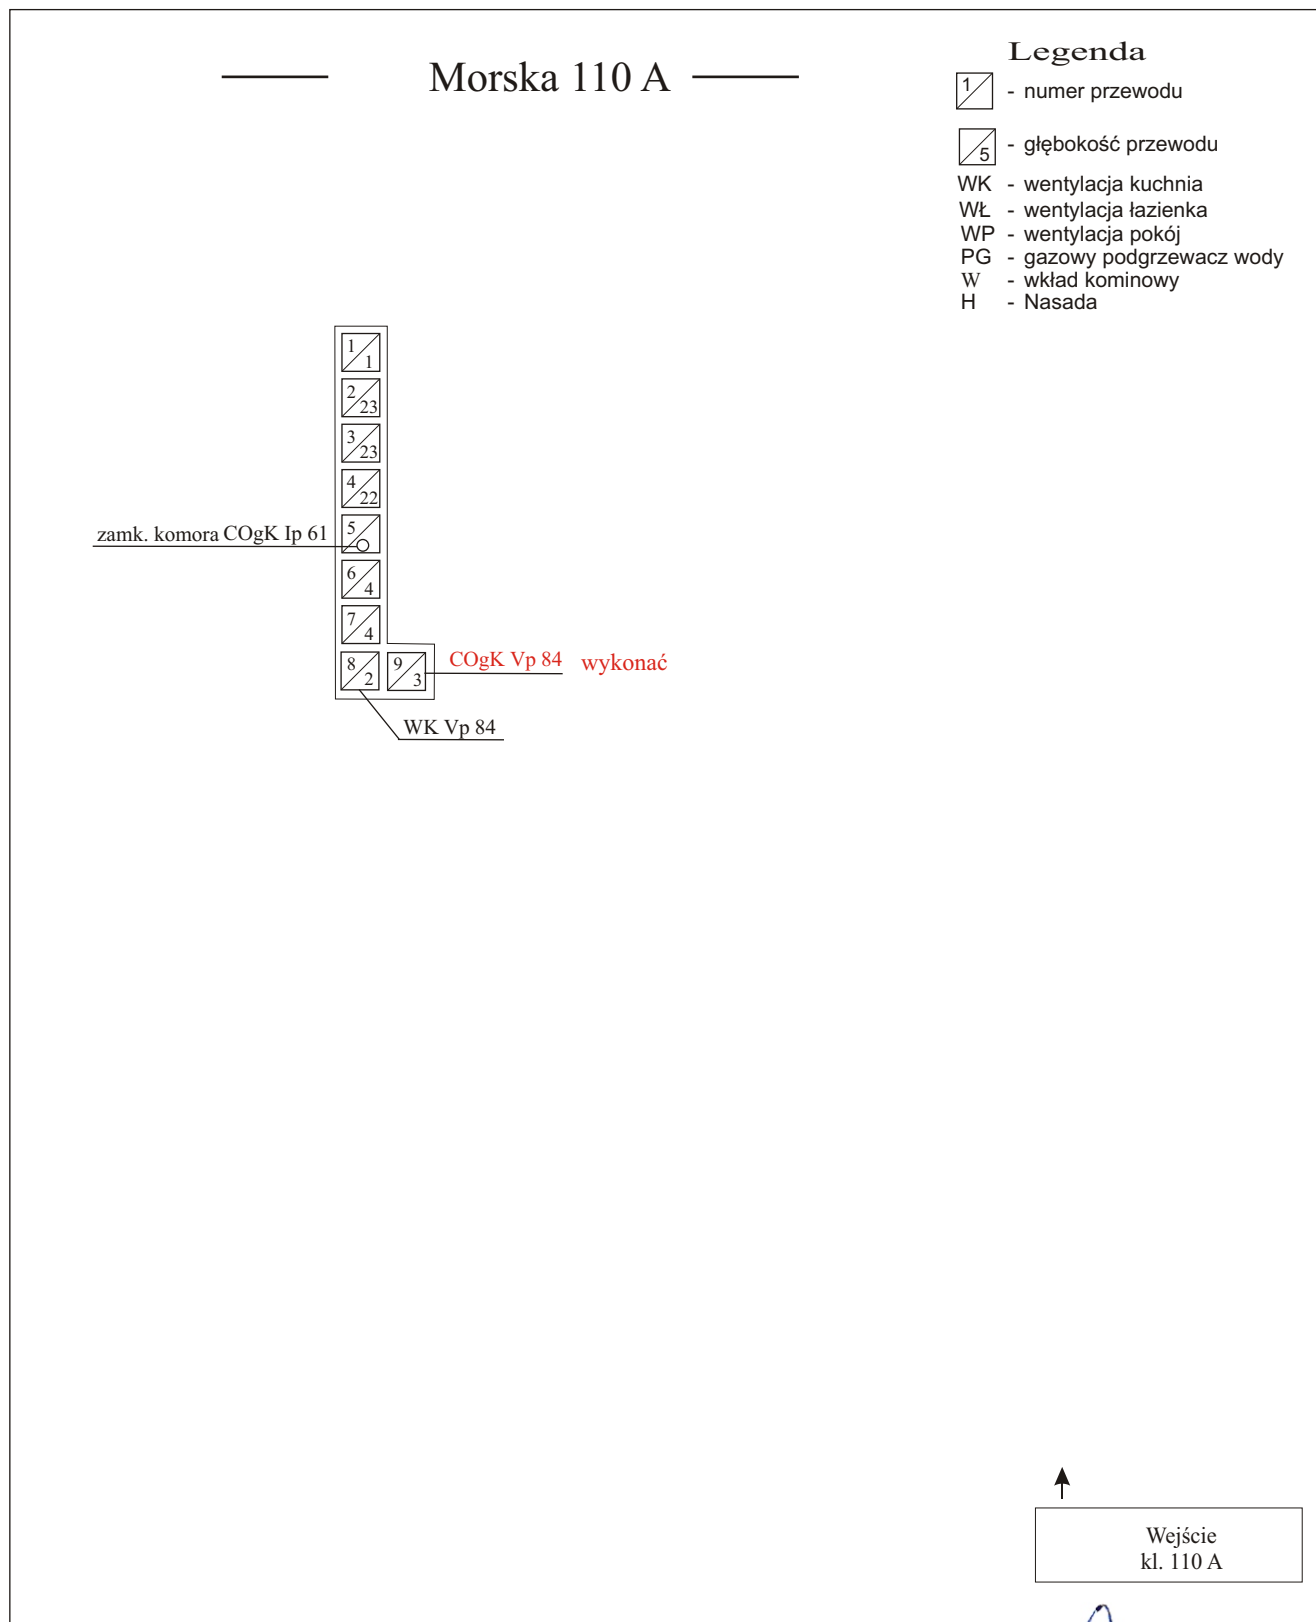 Morska 110 A
Legenda
1 - numer przewodu
5 - głębokość przewodu
WK - wentylacja kuchnia
WŁ - wentylacja łazienka
WP - wentylacja pokój
PG - gazowy podgrzewacz wody
W - wkład kominowy
H - Nasada
1 1
2 23
3 23
4 22
zamk. komora COgK Ip 61 5
6 4
7 4
8 2 9 3 COgK Vp 84 wykonać
WK Vp 84
Wejście
kl. 110 A